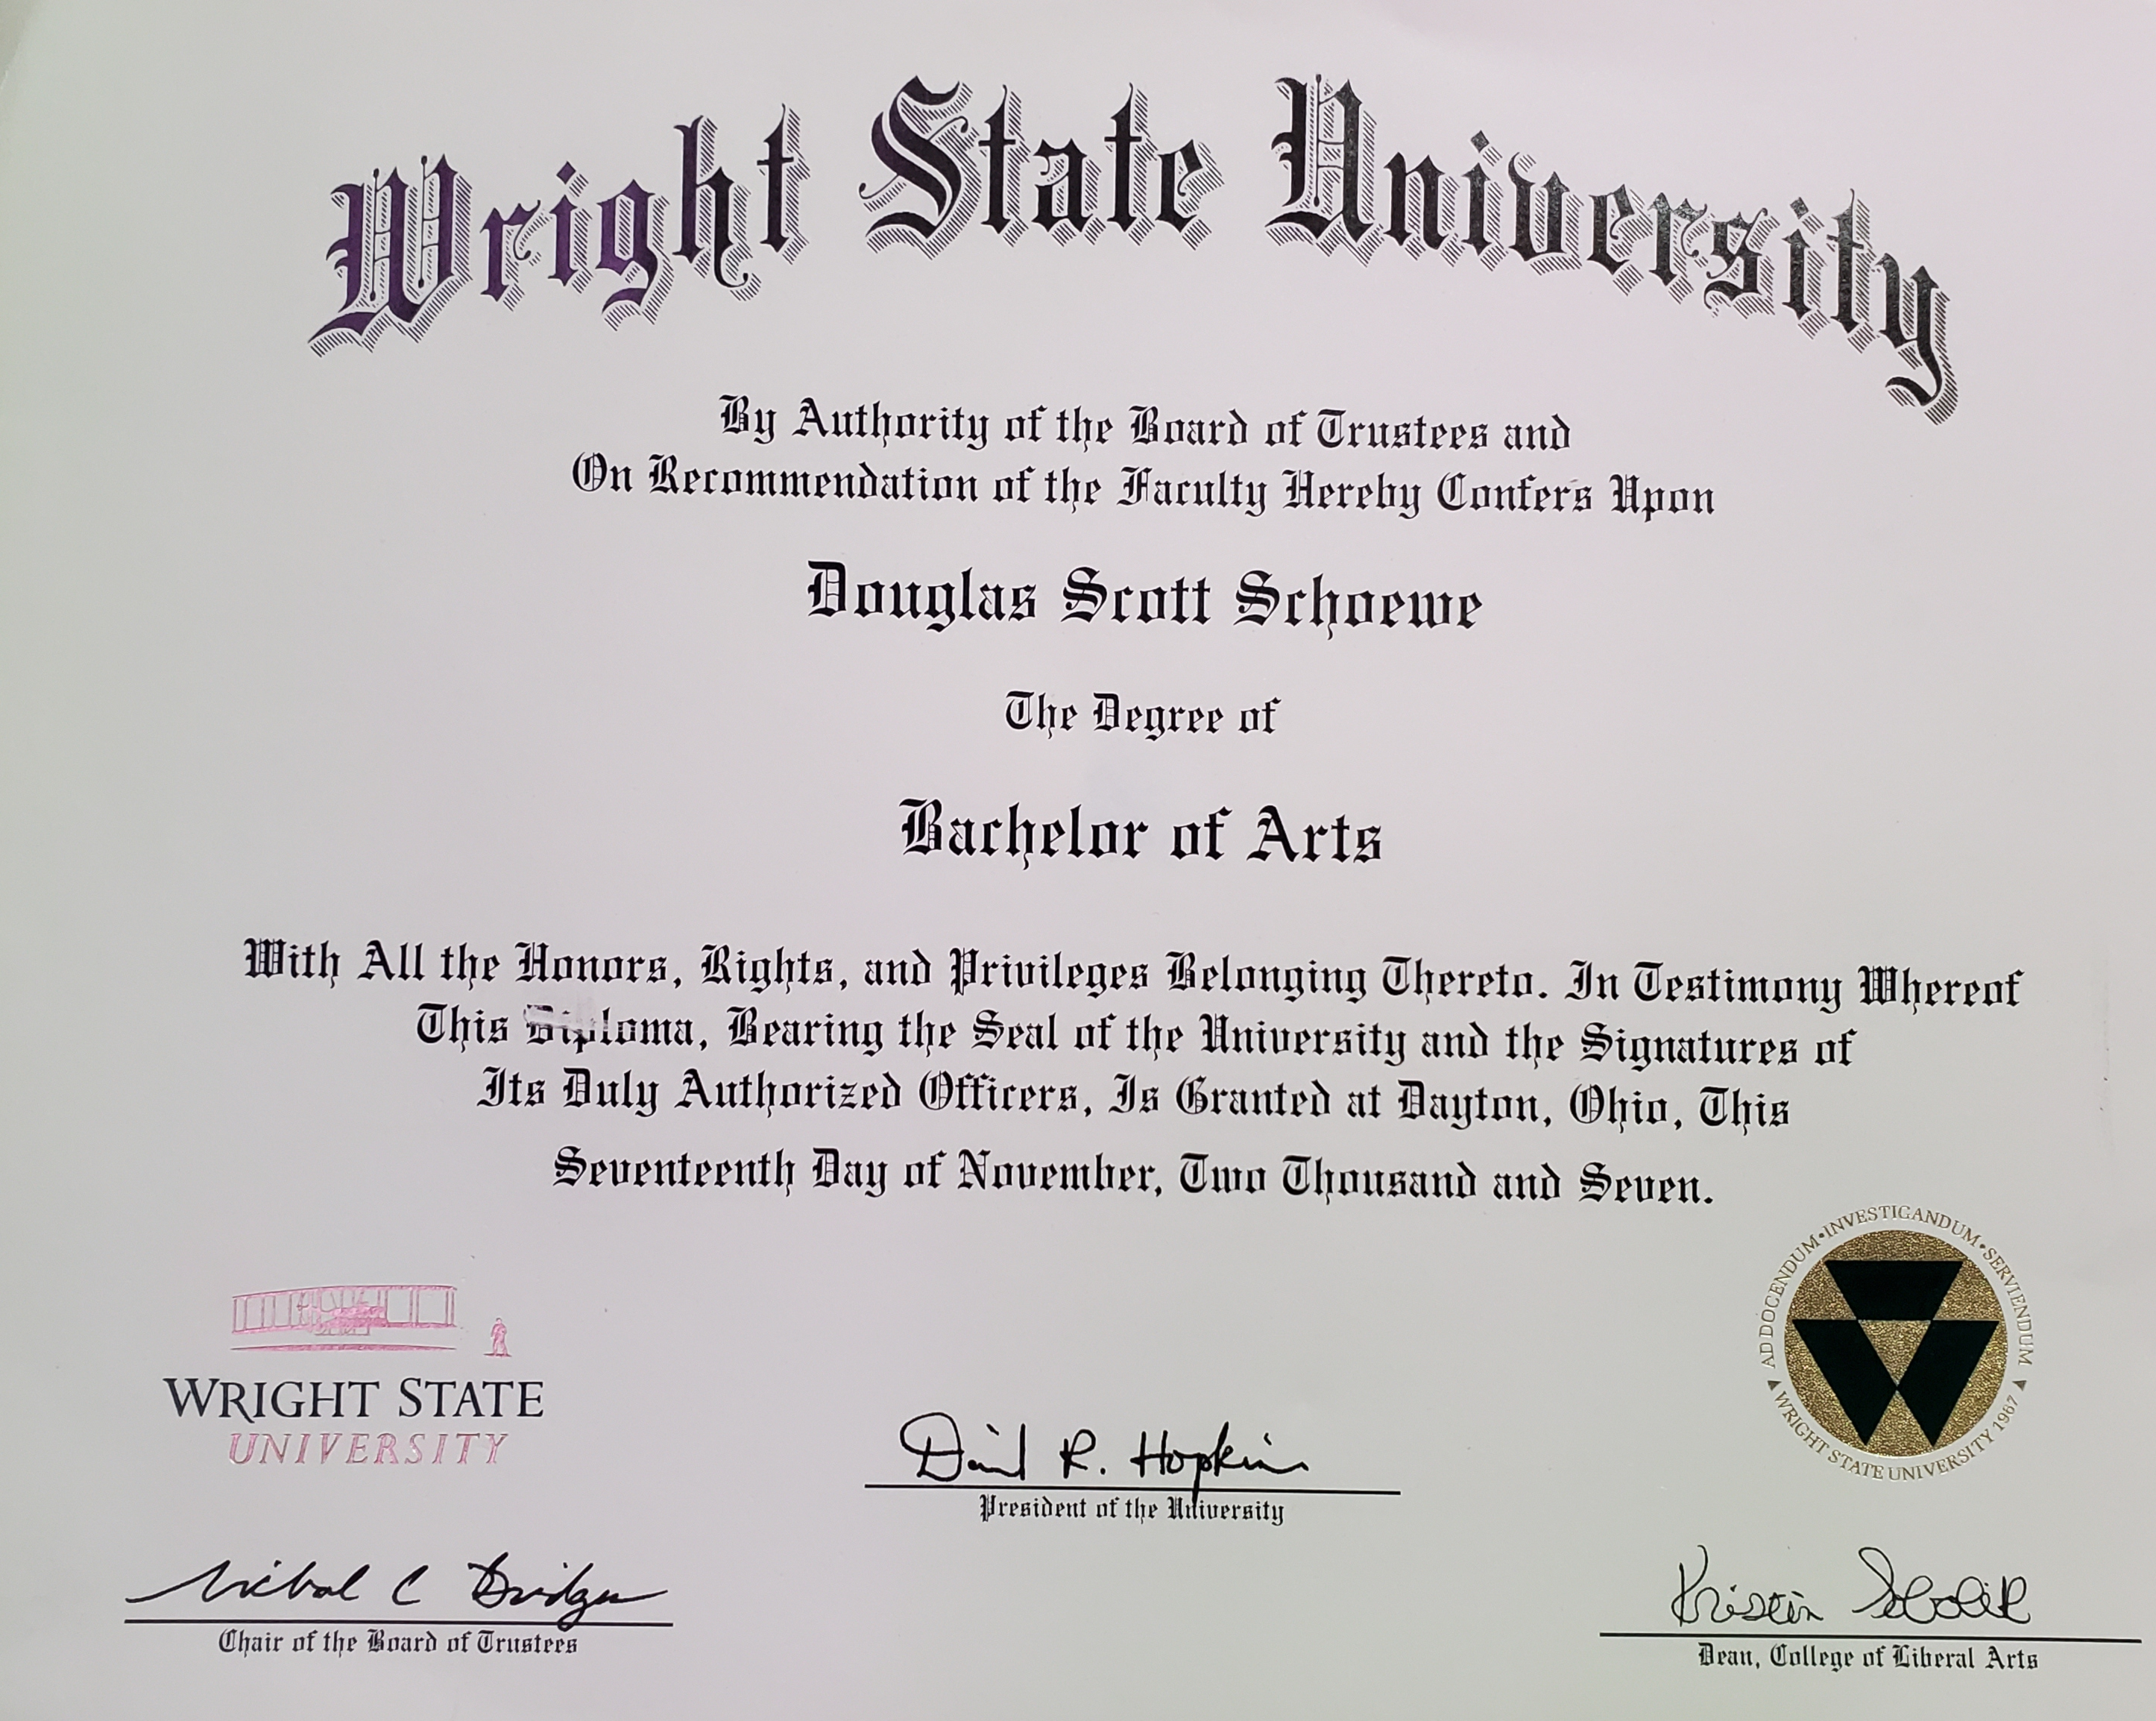 Wright State University
By Authority of the Board of Trustees and
On Recommendation of the Faculty Hereby Confers Upon
Douglas Scott Schoewe
The Degree of
Bachelor of Arts
With All the Honors, Rights, and Privileges Belonging Thereto. In Testimony Whereof
This Diploma, Bearing the Seal of the University and the Signatures of
Its Duly Authorized Officers, Is Granted at Dayton, Ohio, This
Seventeenth Day of November, Two Thousand and Seven.
AD DOCENDUM • INVESTIGANDUM • SERVIENDUM
WRIGHT STATE UNIVERSITY 1967
WRIGHT STATE
UNIVERSITY
David R. Hopkins
President of the University
C
Chair of the Board of Trustees
Kristin Sobolik
Dean, College of Liberal Arts